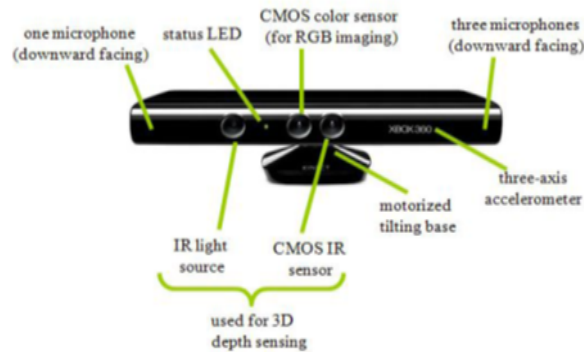 one microphone
(downward facing)
status LED
CMOS color sensor
(for RGB imaging)
three microphones
(downward facing)
XBOX 360
three-axis
accelerometer
motorized
tilting base
IR light
source
CMOS IR
sensor
used for 3D
depth sensing